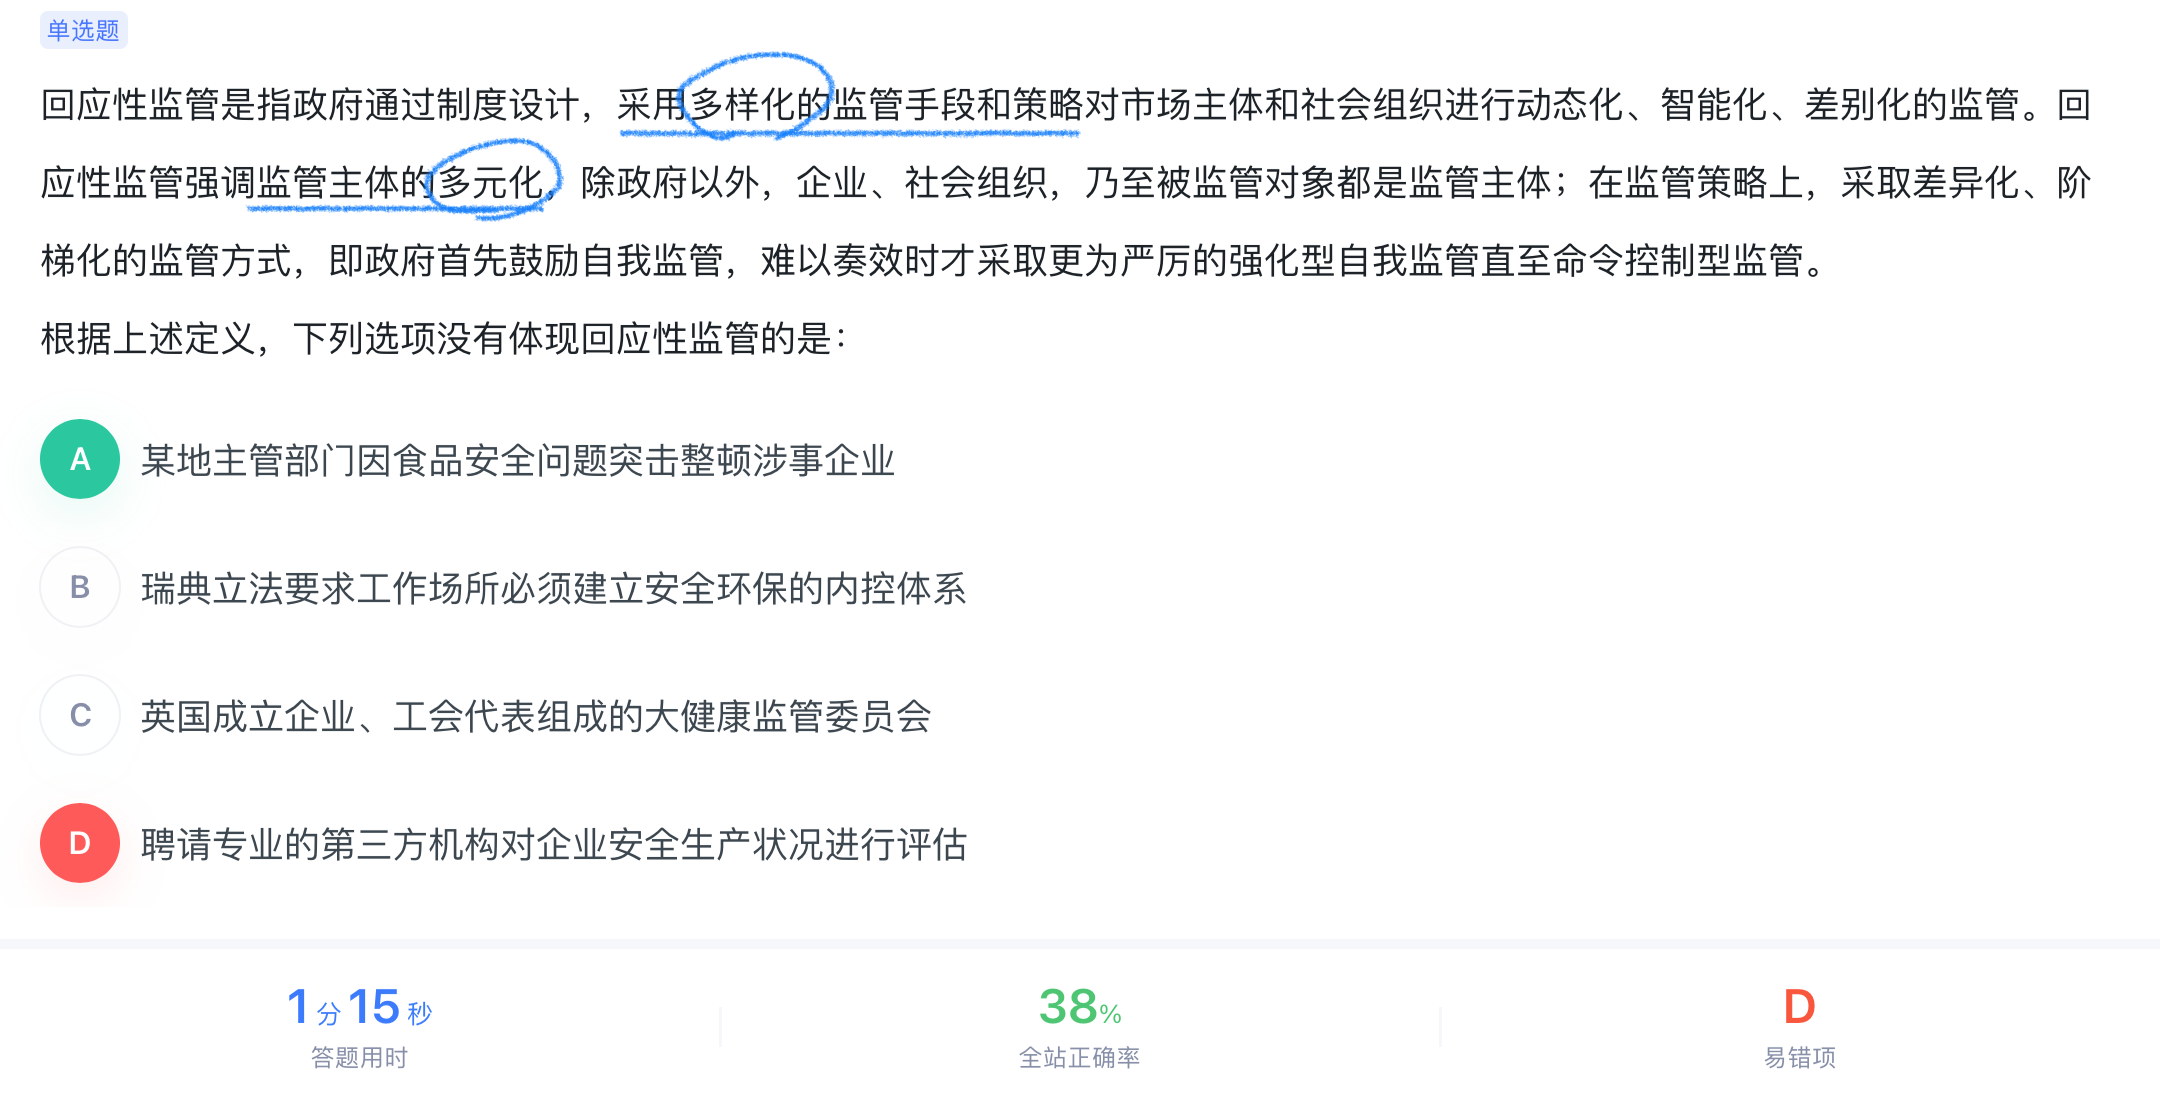 单选题
回应性监管是指政府通过制度设计，采用多样化的监管手段和策略对市场主体和社会组织进行动态化、智能化、差别化的监管。回
应性监管强调监管主体的多元化，除政府以外，企业、社会组织，乃至被监管对象都是监管主体；在监管策略上，采取差异化、阶
梯化的监管方式，即政府首先鼓励自我监管，难以奏效时才采取更为严厉的强化型自我监管直至命令控制型监管。
根据上述定义，下列选项没有体现回应性监管的是：
A 某地主管部门因食品安全问题突击整顿涉事企业
B 瑞典立法要求工作场所必须建立安全环保的内控体系
C 英国成立企业、工会代表组成的大健康监管委员会
D 聘请专业的第三方机构对企业安全生产状况进行评估
1分15秒 38% D
答题用时 全站正确率 易错项